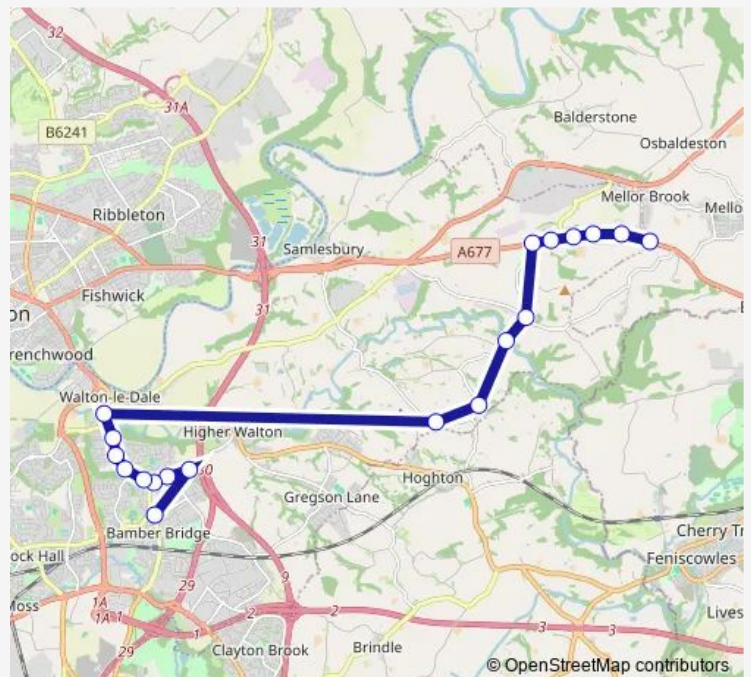 32
31A
B6241
Balderstone
Osbaldeston
Ribbleton
Mellor Brook
Mello
31
Samlesbury
A677
Fishwick
31
on
renchwood
Walton-le-Dale
Higher Walton
30
Hoghton
Gregson Lane
Bamber Bridge
Cherry Tr
ock Hall
Feniscowles
9
29
Moss
1A
1A 1
2
2
Lives
1
3
3
29
Clayton Brook
Brindle
© OpenStreetMap contributors